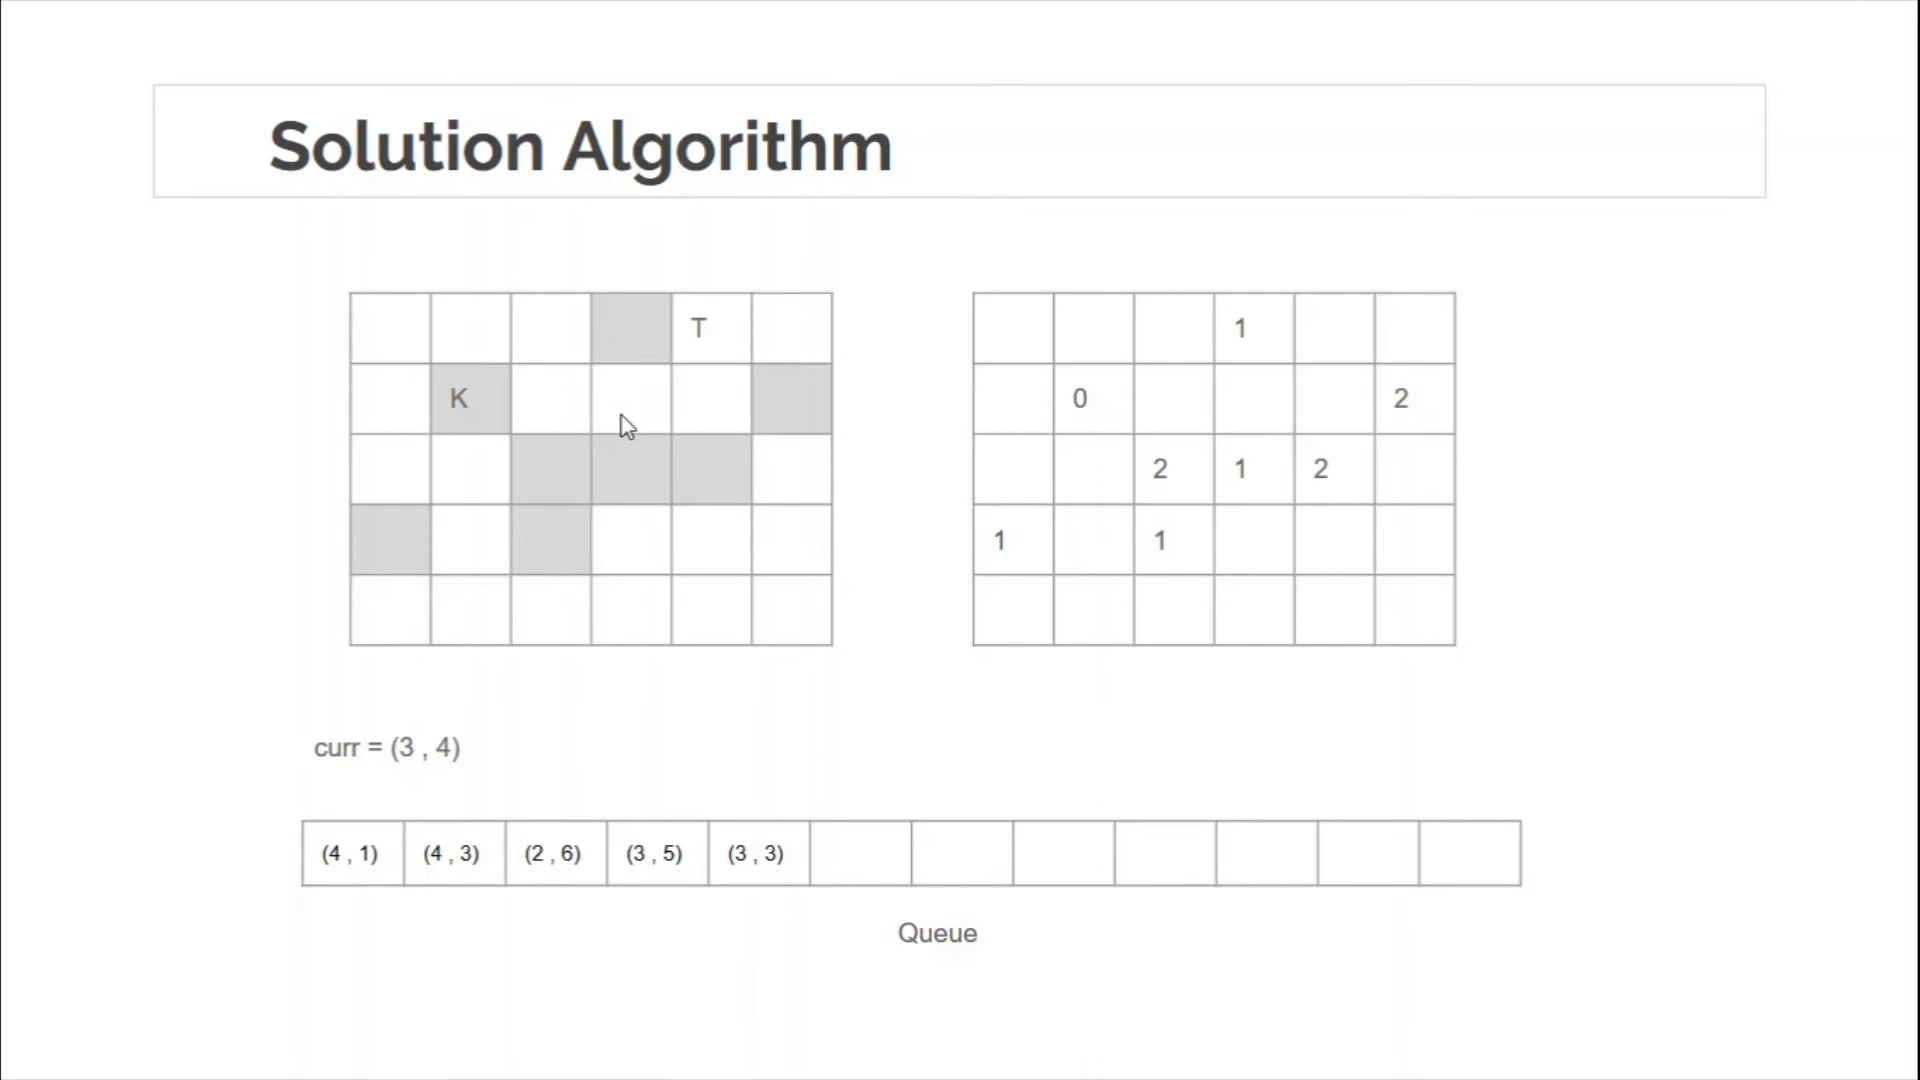 Solution Algorithm
T
K
1
0 2
2 1 2
1 1
curr = (3 , 4)
(4 , 1) (4 , 3) (2 , 6) (3 , 5) (3 , 3)
Queue